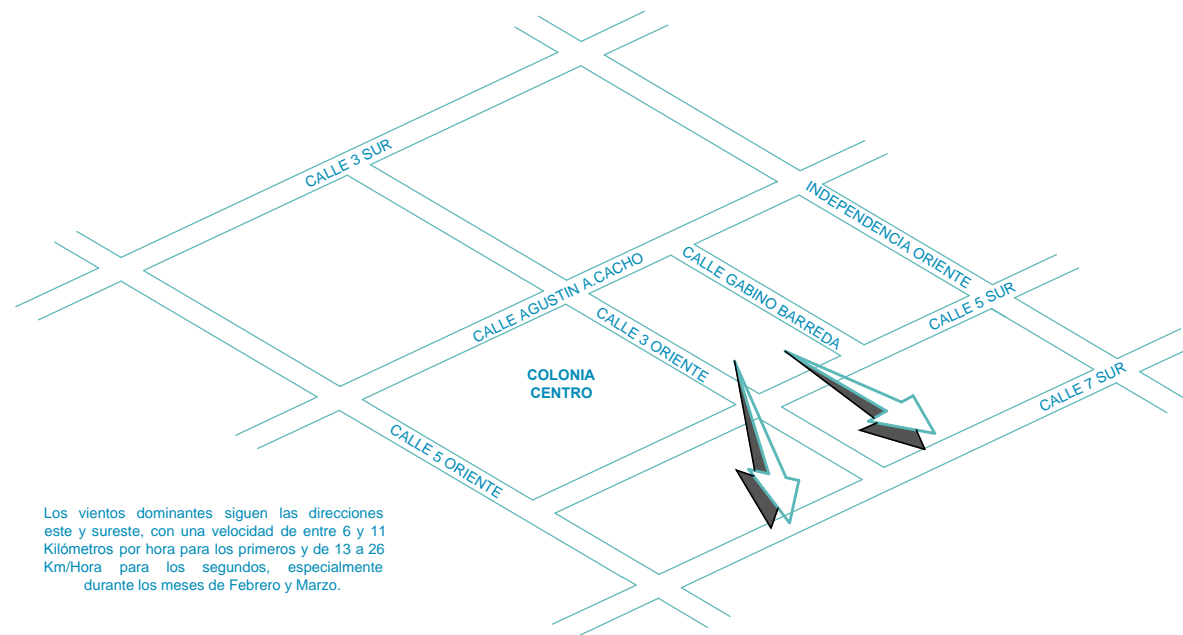 CALLE 3 SUR
INDEPENDENCIA ORIENTE
CALLE AGUSTIN A.CACHO
CALLE GABINO BARREDA
CALLE 5 SUR
CALLE 3 ORIENTE
COLONIA
CENTRO
CALLE 7 SUR
CALLE 5 ORIENTE
Los vientos dominantes siguen las direcciones
este y sureste, con una velocidad de entre 6 y 11
Kilómetros por hora para los primeros y de 13 a 26
Km/Hora para los segundos, especialmente
durante los meses de Febrero y Marzo.